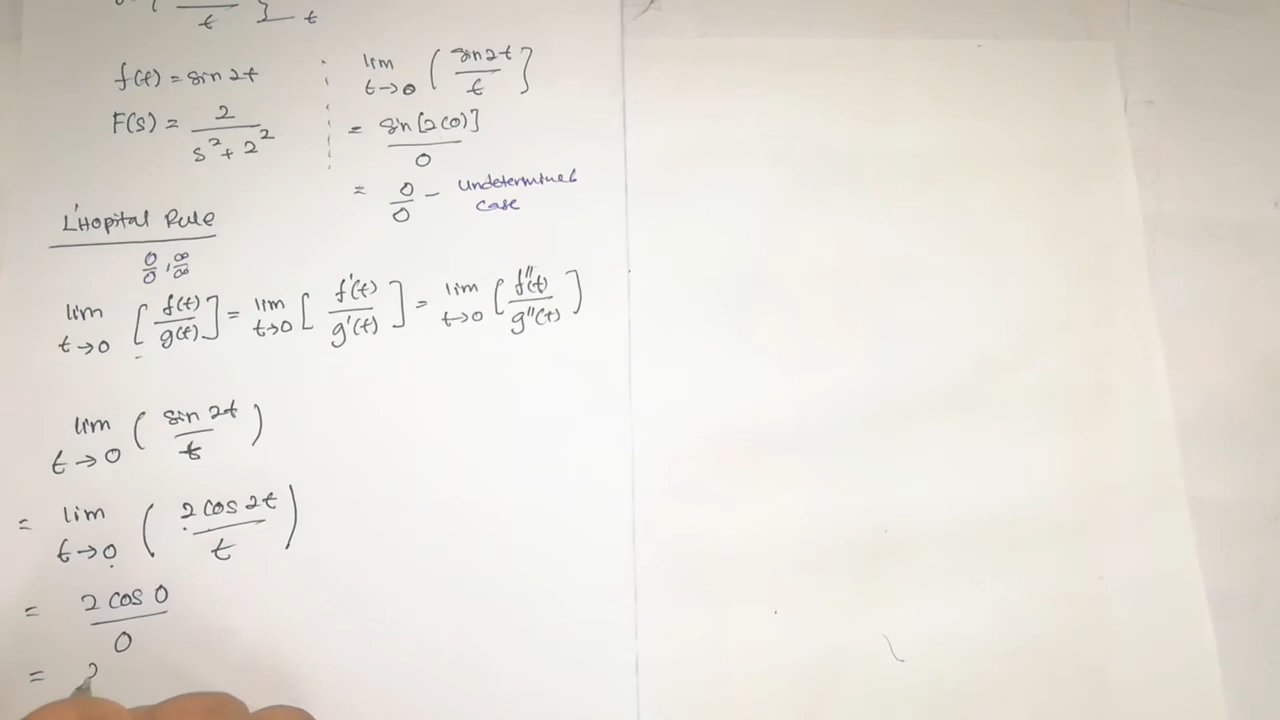 t } t
f(t) = sin 2t
F(s) = 2 / s² + 2²
lim t→0 ( sin 2t / t ]
= sin [2(0)] / 0
= 0/0 - undetermined case
L'Hopital Rule
0/0 , ∞/∞
lim t→0 [ f(t) / g(t) ] = lim t→0 [ f'(t) / g'(t) ] = lim t→0 [ f''(t) / g''(t) ]
lim t→0 ( sin 2t / t )
= lim t→0 ( 2 cos 2t / t )
= 2 cos 0 / 0
=